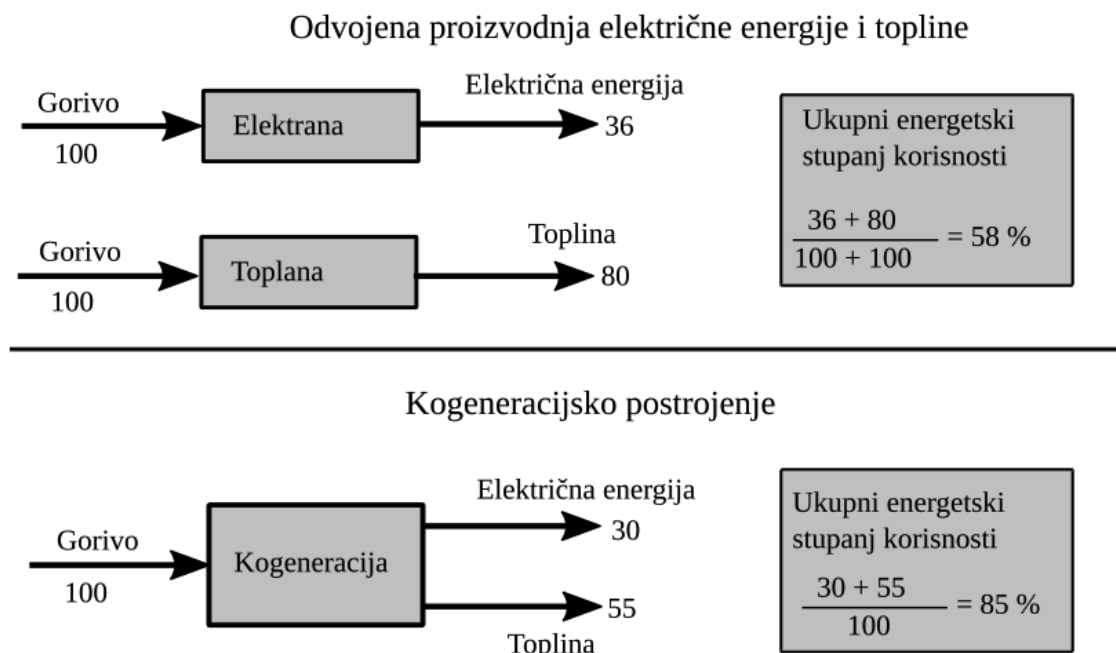 Odvojena proizvodnja električne energije i topline
Gorivo
100
Elektrana
Električna energija
36
Gorivo
100
Toplana
Toplina
80
Ukupni energetski
stupanj korisnosti
36 + 80
100 + 100
= 58 %
Kogeneracijsko postrojenje
Gorivo
100
Kogeneracija
Električna energija
30
55
Toplina
Ukupni energetski
stupanj korisnosti
30 + 55
100
= 85 %